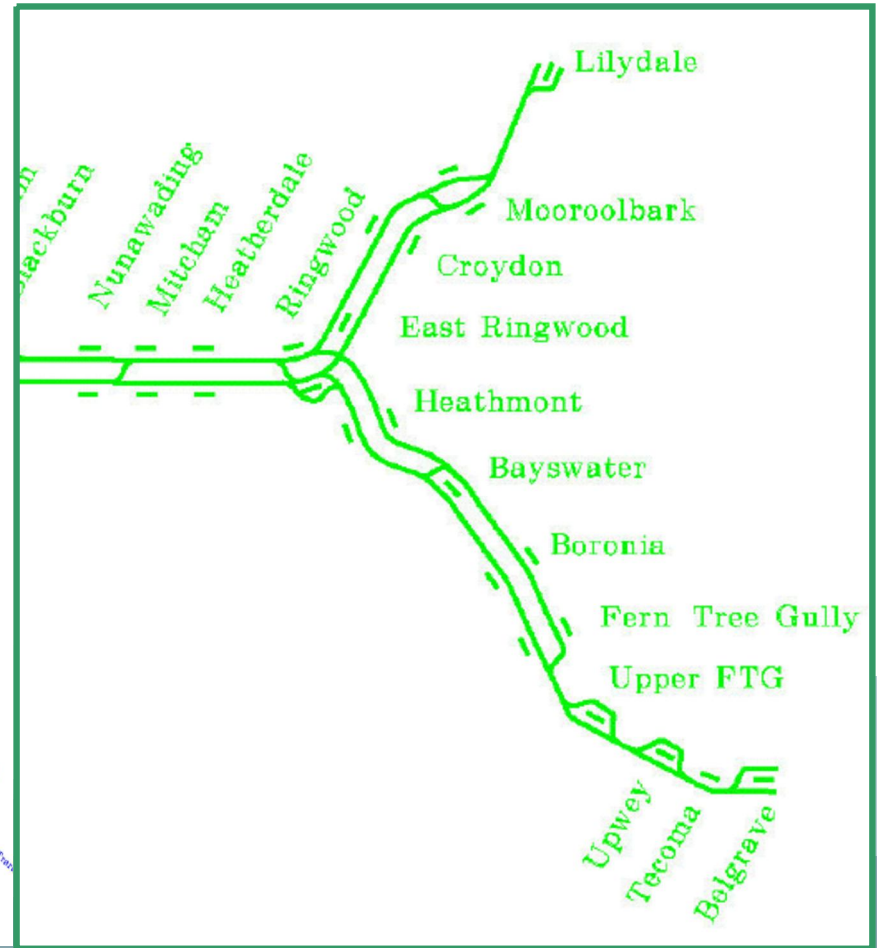 Lilydale
Nunawading
Mitcham
Heatherdale
Ringwood
Mooroolbark
Croydon
East Ringwood
Heathmont
Bayswater
Boronia
Fern Tree Gully
Upper FTG
Upwey
Tecoma
Belgrave